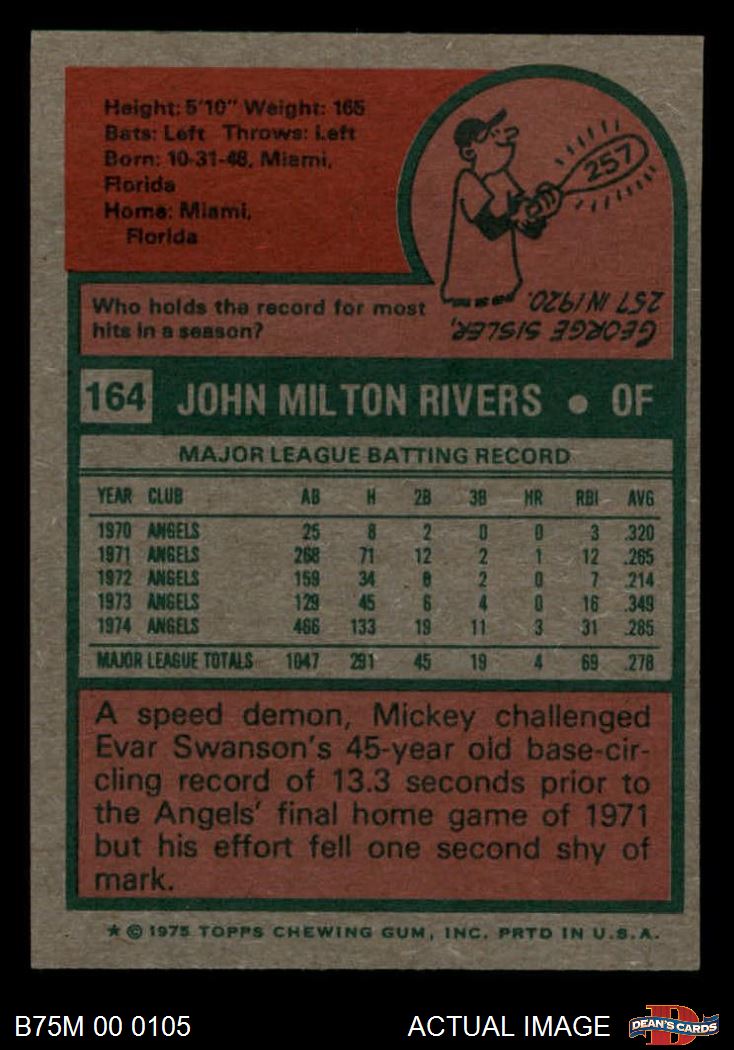 Height: 5'10" Weight: 165
Bats: Left Throws: Left
Born: 10-31-48, Miami,
Florida
Home: Miami,
Florida
257
Who holds the record for most
hits in a season?
GEORGE SISLER,
257 IN 1920.
164 JOHN MILTON RIVERS • OF
MAJOR LEAGUE BATTING RECORD
YEAR CLUB AB H 2B 3B HR RBI AVG
1970 ANGELS 25 8 2 0 0 3 .320
1971 ANGELS 268 71 12 2 1 12 .265
1972 ANGELS 159 34 6 2 0 7 .214
1973 ANGELS 129 45 6 4 0 16 .349
1974 ANGELS 466 133 19 11 3 31 .285
MAJOR LEAGUE TOTALS 1047 291 45 19 4 69 .278
A speed demon, Mickey challenged
Evar Swanson's 45-year old base-cir-
cling record of 13.3 seconds prior to
the Angels' final home game of 1971
but his effort fell one second shy of
mark.
* © 1975 TOPPS CHEWING GUM, INC. PRTD IN U.S.A.
B75M 00 0105 ACTUAL IMAGE DEAN'S CARDS